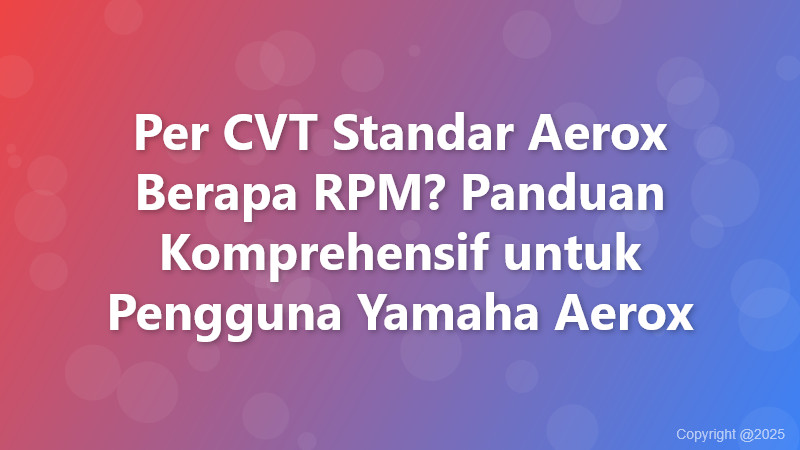 Per CVT Standar Aerox
Berapa RPM? Panduan
Komprehensif untuk
Pengguna Yamaha Aerox
Copyright @2025